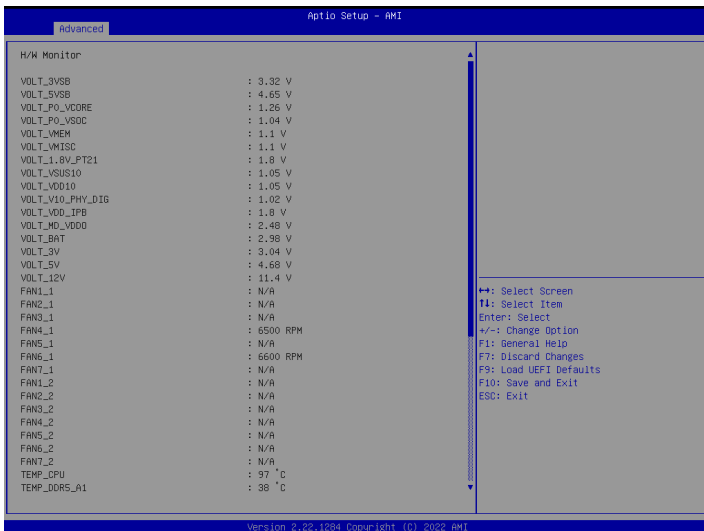 Aptio Setup - AMI
Advanced
H/W Monitor
VOLT_3VSB : 3.32 V
VOLT_5VSB : 4.65 V
VOLT_P0_VCORE : 1.26 V
VOLT_P0_VSOC : 1.04 V
VOLT_VMEM : 1.1 V
VOLT_VMISC : 1.1 V
VOLT_1.8V_PT21 : 1.8 V
VOLT_VSUS10 : 1.05 V
VOLT_VDD10 : 1.05 V
VOLT_V10_PHY_DIG : 1.02 V
VOLT_VDD_IPB : 1.8 V
VOLT_MD_VDDO : 2.48 V
VOLT_BAT : 2.98 V
VOLT_3V : 3.04 V
VOLT_5V : 4.68 V
VOLT_12V : 11.4 V
FAN1_1 : N/A
FAN2_1 : N/A
FAN3_1 : N/A
FAN4_1 : 6500 RPM
FAN5_1 : N/A
FAN6_1 : 6600 RPM
FAN7_1 : N/A
FAN1_2 : N/A
FAN2_2 : N/A
FAN3_2 : N/A
FAN4_2 : N/A
FAN5_2 : N/A
FAN6_2 : N/A
FAN7_2 : N/A
TEMP_CPU : 97 °C
TEMP_DDR5_A1 : 38 °C
↔: Select Screen
↑↓: Select Item
Enter: Select
+/-: Change Option
F1: General Help
F7: Discard Changes
F9: Load UEFI Defaults
F10: Save and Exit
ESC: Exit
Version 2.22.1284 Copyright (C) 2022 AMI